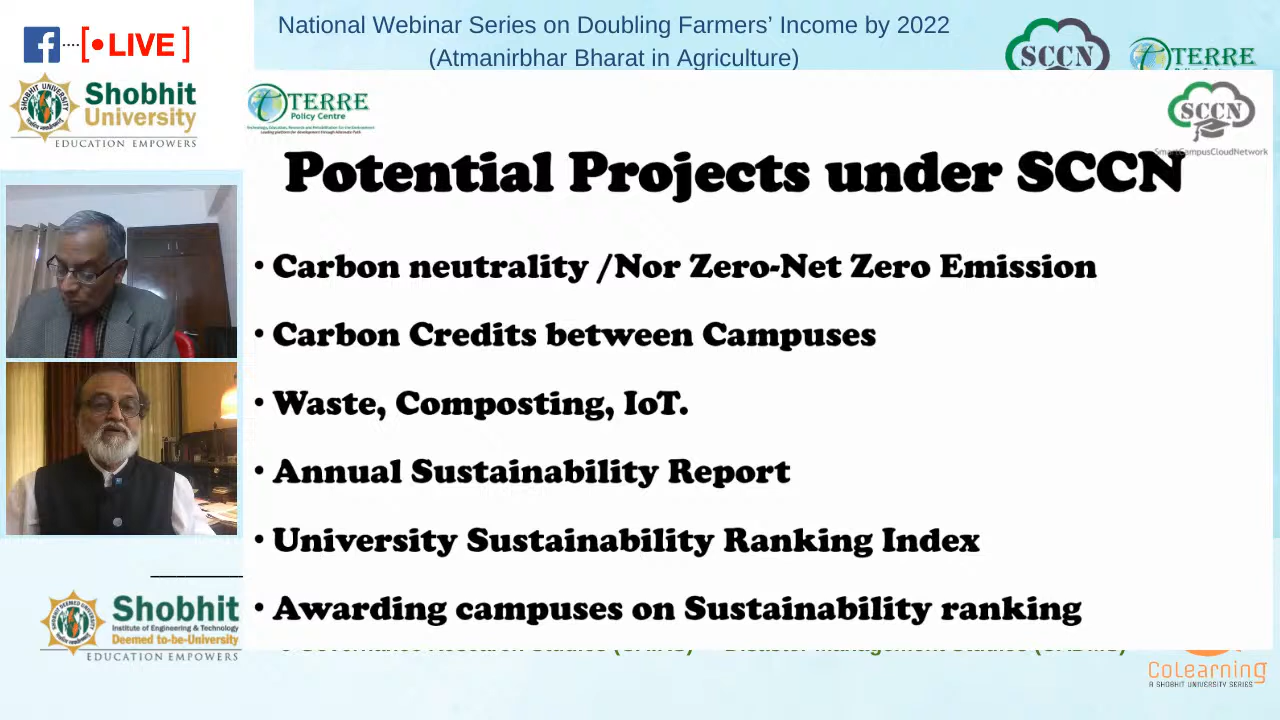 National Webinar Series on Doubling Farmers' Income by 2022
(Atmanirbhar Bharat in Agriculture)
[•LIVE]
SCCN
TERRE
Shobhit
University
EDUCATION EMPOWERS
TERRE
Policy Centre
SCCN
SmartCampusCloudNetwork
Potential Projects under SCCN
• Carbon neutrality /Nor Zero-Net Zero Emission
• Carbon Credits between Campuses
• Waste, Composting, IoT.
• Annual Sustainability Report
• University Sustainability Ranking Index
• Awarding campuses on Sustainability ranking
Shobhit
Institute of Engineering & Technology
Deemed to-be-University
EDUCATION EMPOWERS
CoLearning
A SHOBHIT UNIVERSITY SERIES